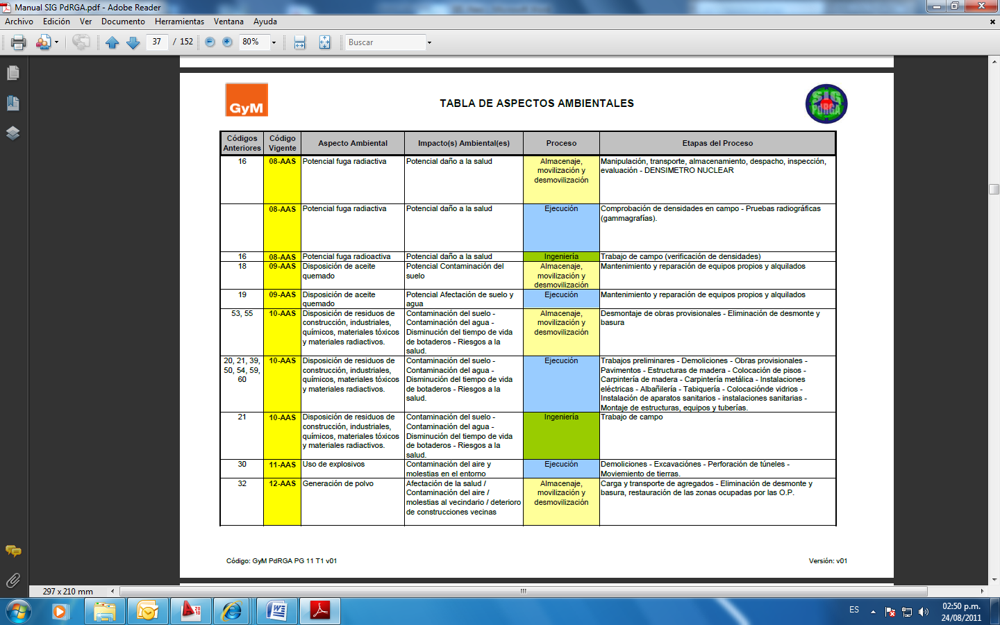 Manual SIG PdRGA.pdf - Adobe Reader
Archivo Edición Ver Documento Herramientas Ventana Ayuda
37 / 152 80% Buscar
GyM
TABLA DE ASPECTOS AMBIENTALES
SIG
PdRGA
Códigos Anteriores Código Vigente Aspecto Ambiental Impacto(s) Ambiental(es) Proceso Etapas del Proceso
16 08-AAS Potencial fuga radiactiva Potencial daño a la salud Almacenaje, Manipulación, transporte, almacenamiento, despacho, inspección,
movilización y evaluación - DENSIMETRO NUCLEAR
desmovilización
08-AAS Potencial fuga radiactiva Potencial daño a la salud Ejecución Comprobación de densidades en campo - Pruebas radiográficas
(gammagrafías).
16 08-AAS Potencial fuga radioactiva Potencial daño a la salud Ingeniería Trabajo de campo (verificación de densidades)
18 09-AAS Disposición de aceite Potencial Contaminación del Almacenaje, Mantenimiento y reparación de equipos propios y alquilados
quemado suelo movilización y
desmovilización
19 09-AAS Disposición de aceite Potencial Afectación de suelo y Ejecución Mantenimiento y reparación de equipos propios y alquilados
quemado agua
53, 55 10-AAS Disposición de residuos de Contaminación del suelo - Almacenaje, Desmontaje de obras provisionales - Eliminación de desmonte y
construcción, industriales, Contaminación del agua - movilización y basura
químicos, materiales tóxicos Disminución del tiempo de vida desmovilización
y materiales radiactivos. de botaderos - Riesgos a la
salud.
20, 21, 39, 10-AAS Disposición de residuos de Contaminación del suelo - Ejecución Trabajos preliminares - Demoliciones - Obras provisionales -
50, 54, 59, construcción, industriales, Contaminación del agua - Pavimentos - Estructuras de madera - Colocación de pisos -
60 químicos, materiales tóxicos Disminución del tiempo de vida Carpintería de madera - Carpintería metálica - Instalaciones
y materiales radiactivos. de botaderos - Riesgos a la eléctricas - Albañilería - Tabiquería - Colocaciónde vidrios -
salud. Instalación de aparatos sanitarios - instalaciones sanitarias -
Montaje de estructuras, equipos y tuberías.
21 10-AAS Disposición de residuos de Contaminación del suelo - Ingeniería Trabajo de campo
construcción, industriales, Contaminación del agua -
químicos, materiales tóxicos Disminución del tiempo de vida
y materiales radiactivos. de botaderos - Riesgos a la
salud.
30 11-AAS Uso de explosivos Contaminación del aire y Ejecución Demoliciones - Excavaciónes - Perforación de túneles -
molestias en el entorno Moviemiento de tierras.
32 12-AAS Generación de polvo Afectación de la salud / Almacenaje, Carga y transporte de agregados - Eliminación de desmonte y
Contaminación del aire / movilización y basura, restauración de las zonas ocupadas por las O.P.
molestias al vecindario / deterioro desmovilización
de construcciones vecinas
Código: GyM PdRGA PG 11 T1 v01 Versión: v01
297 x 210 mm
ES 02:50 p.m.
24/08/2011